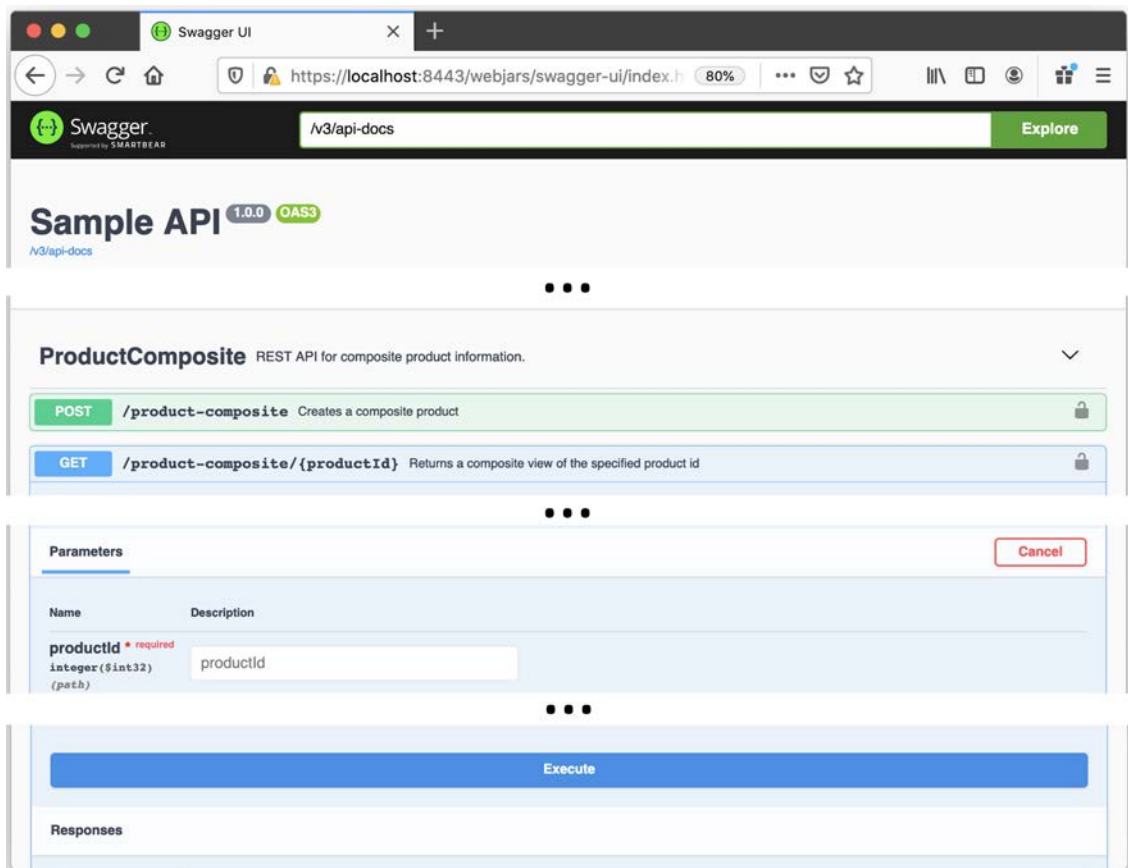 Swagger UI
https://localhost:8443/webjars/swagger-ui/index.h 80%
Swagger.
Supported by SMARTBEAR
/v3/api-docs
Explore
Sample API 1.0.0 OAS3
/v3/api-docs
...
ProductComposite REST API for composite product information.
POST /product-composite Creates a composite product
GET /product-composite/{productId} Returns a composite view of the specified product id
...
Parameters
Cancel
Name Description
productId * required
integer($int32)
(path)
productId
...
Execute
Responses